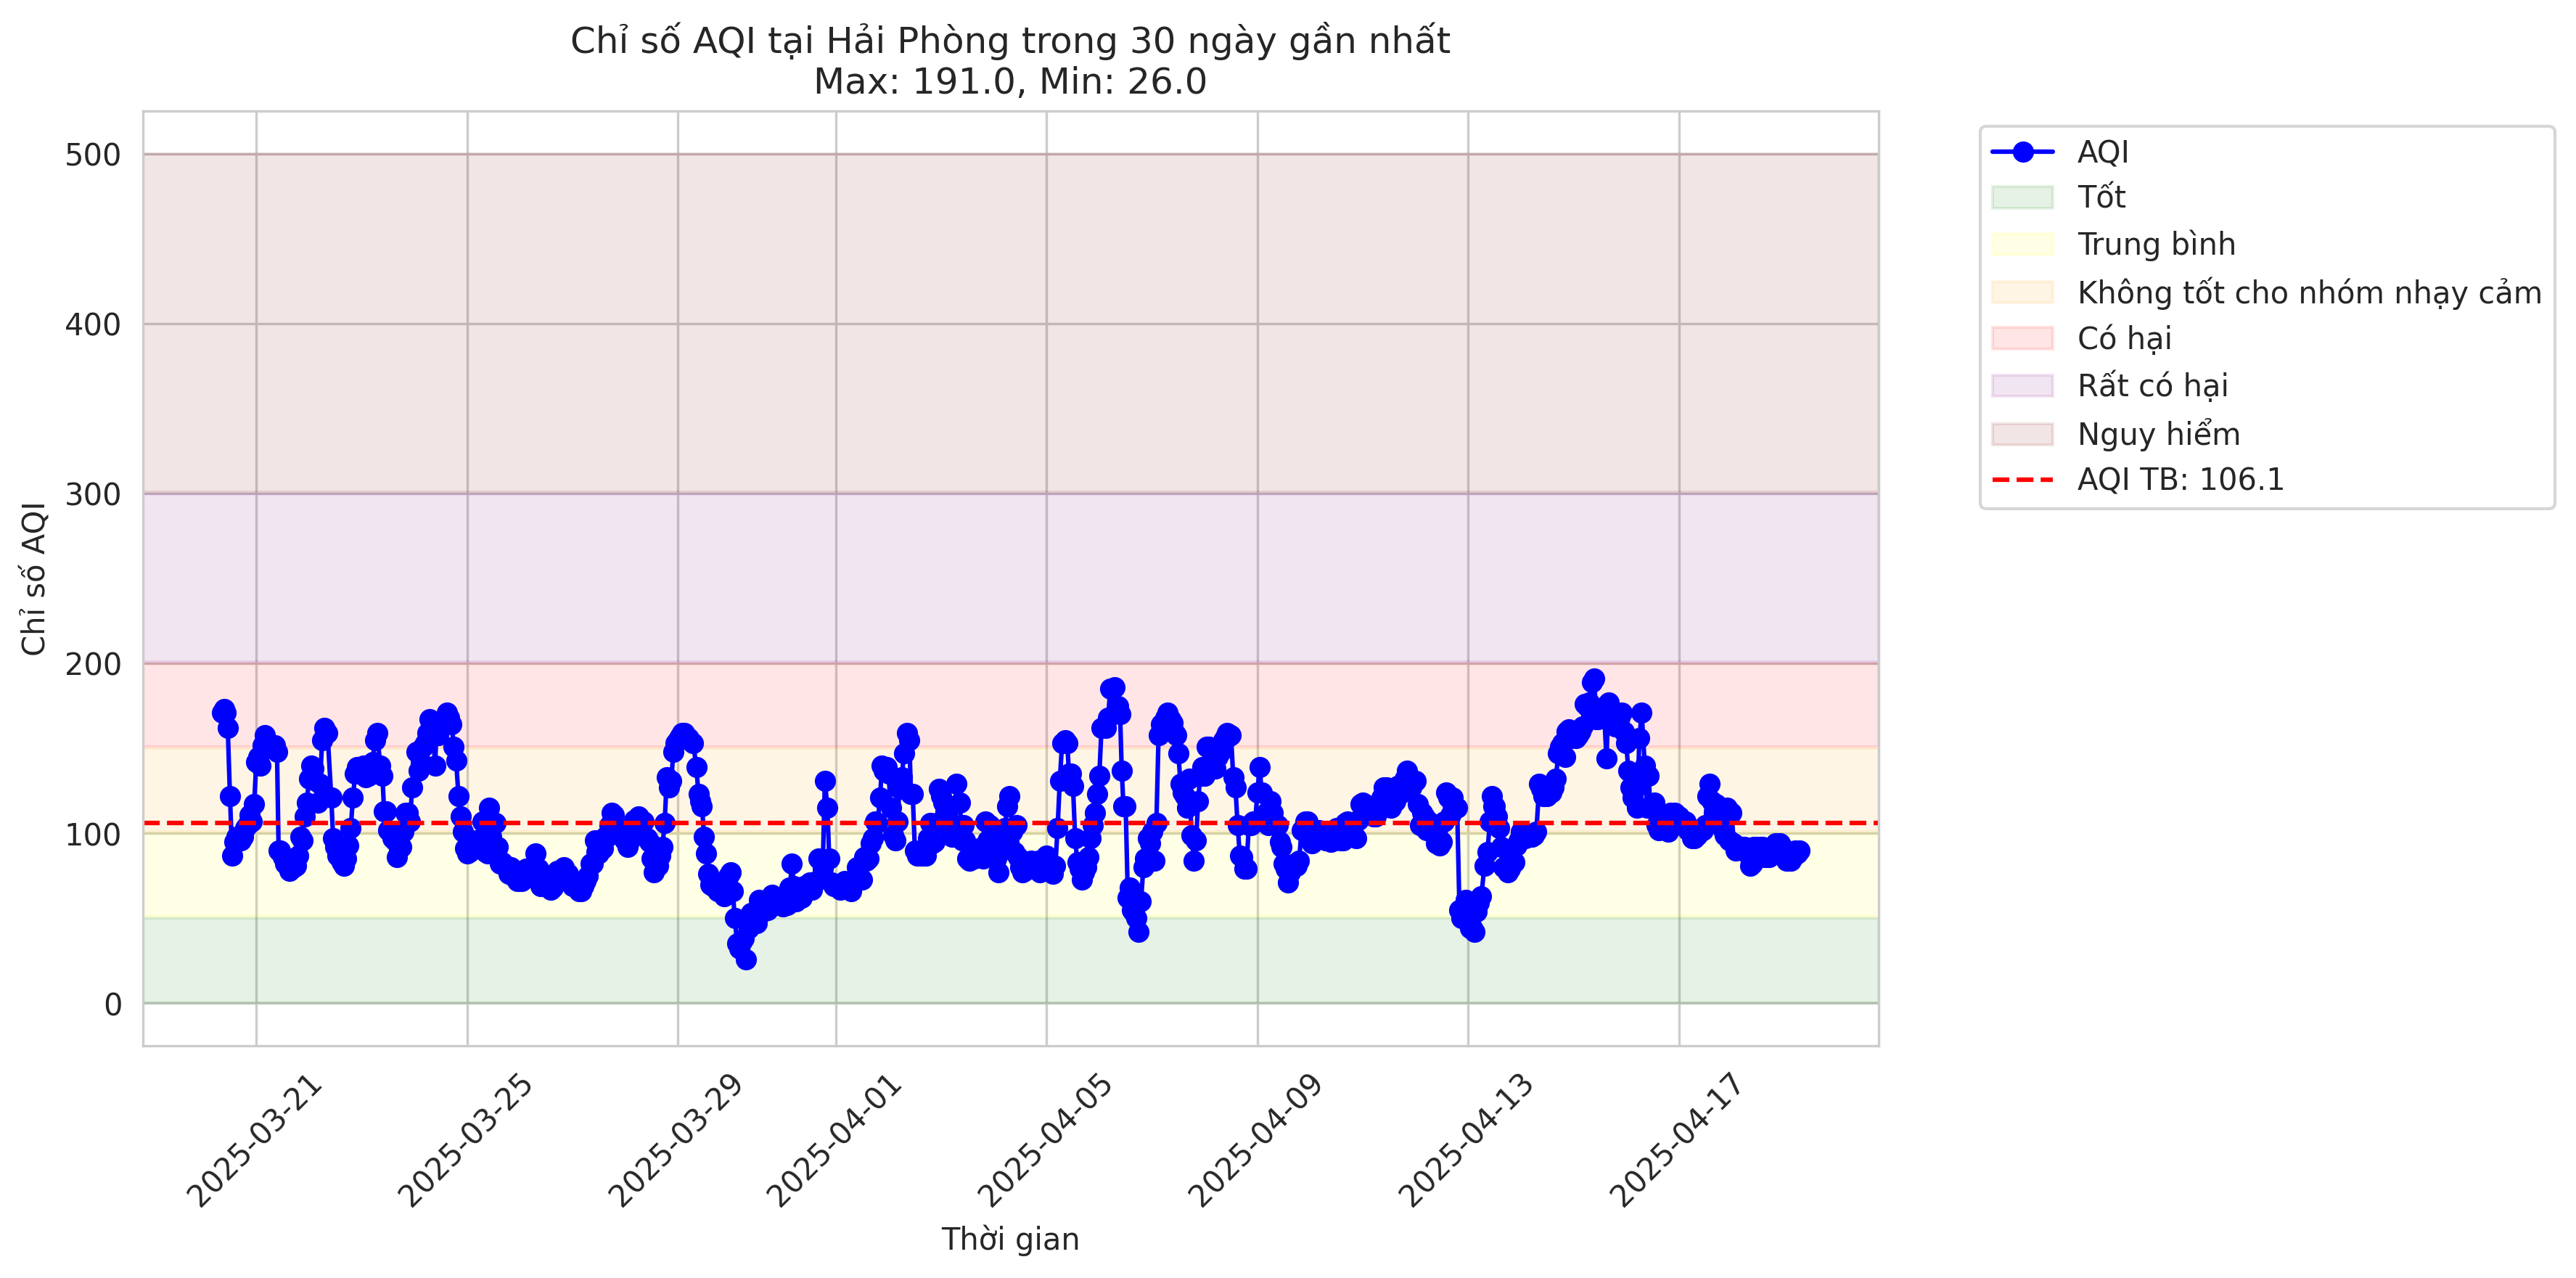 Chỉ số AQI tại Hải Phòng trong 30 ngày gần nhất
Max: 191.0, Min: 26.0
Chỉ số AQI
500
400
300
200
100
0
2025-03-21
2025-03-25
2025-03-29
2025-04-01
2025-04-05
2025-04-09
2025-04-13
2025-04-17
Thời gian
AQI
Tốt
Trung bình
Không tốt cho nhóm nhạy cảm
Có hại
Rất có hại
Nguy hiểm
AQI TB: 106.1